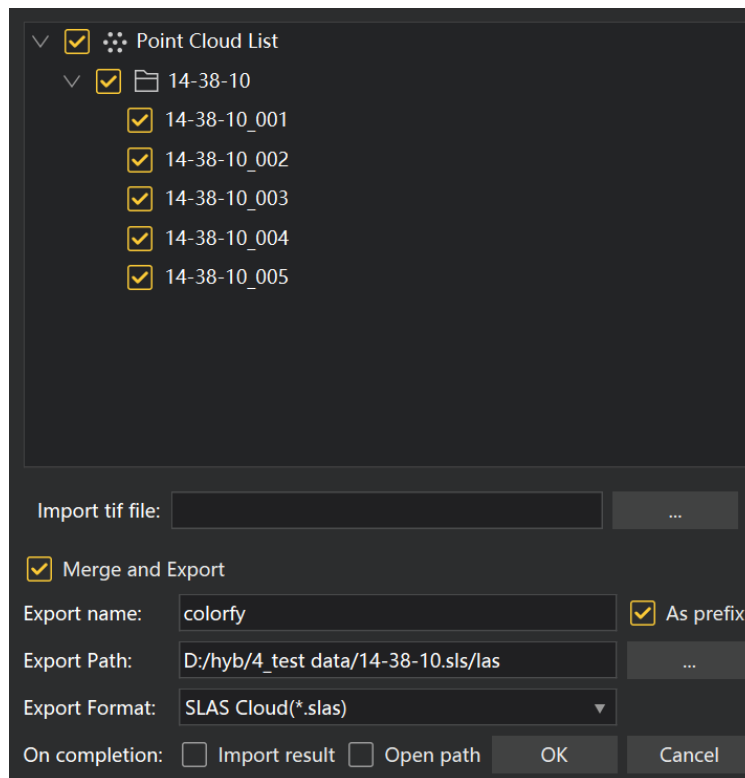 Point Cloud List
14-38-10
14-38-10_001
14-38-10_002
14-38-10_003
14-38-10_004
14-38-10_005
Import tif file: ...
Merge and Export
Export name: colorfy As prefix
Export Path: D:/hyb/4_test data/14-38-10.sls/las ...
Export Format: SLAS Cloud(*.slas)
On completion: Import result Open path OK Cancel